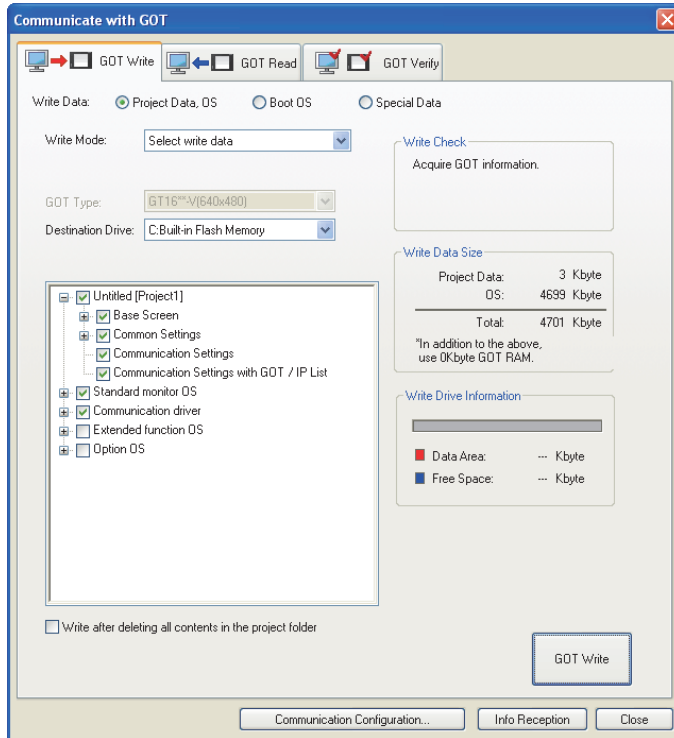 Communicate with GOT
GOT Write
GOT Read
GOT Verify
Write Data:
Project Data, OS
Boot OS
Special Data
Write Mode:
Select write data
GOT Type:
GT16**-V(640x480)
Destination Drive:
C:Built-in Flash Memory
Untitled [Project1]
Base Screen
Common Settings
Communication Settings
Communication Settings with GOT / IP List
Standard monitor OS
Communication driver
Extended function OS
Option OS
Write after deleting all contents in the project folder
Write Check
Acquire GOT information.
Write Data Size
Project Data: 3 Kbyte
OS: 4699 Kbyte
Total: 4701 Kbyte
*In addition to the above,
use 0Kbyte GOT RAM.
Write Drive Information
Data Area: --- Kbyte
Free Space: --- Kbyte
GOT Write
Communication Configuration...
Info Reception
Close